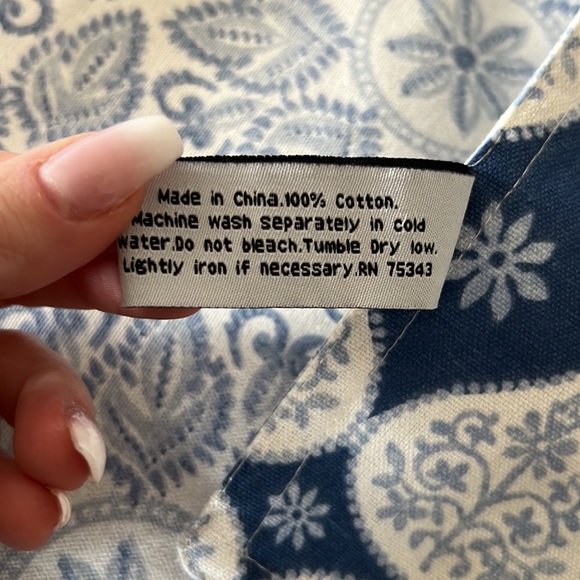 Made in China.100% Cotton.
Machine wash separately in cold
Water.Do not bleach.Tumble Dry low.
Lightly iron if necessary.RN 75343